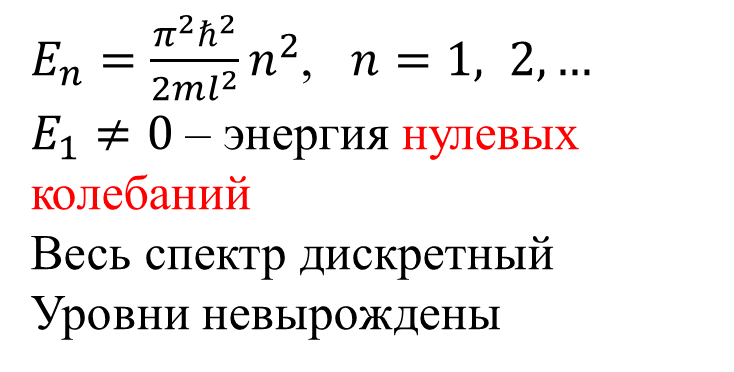 Eₙ = π²ℏ²/2ml² n², n = 1, 2, …
E₁ ≠ 0 – энергия нулевых
колебаний
Весь спектр дискретный
Уровни невырождены